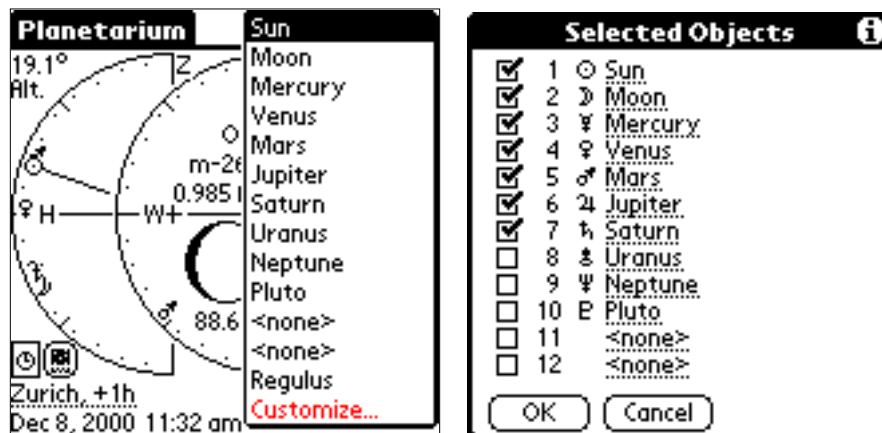 Planetarium
19.1°
Alt.
Z
m-26
0.985
H
W
88.6
Zurich, +1h
Dec 8, 2000 11:32 am
Sun
Moon
Mercury
Venus
Mars
Jupiter
Saturn
Uranus
Neptune
Pluto
<none>
<none>
Regulus
Customize...
Selected Objects
1 ☉ Sun
2 ☽ Moon
3 ☿ Mercury
4 ♀ Venus
5 ♂ Mars
6 ♃ Jupiter
7 ♄ Saturn
8 Uranus
9 ♆ Neptune
10 ♇ Pluto
11 <none>
12 <none>
OK Cancel